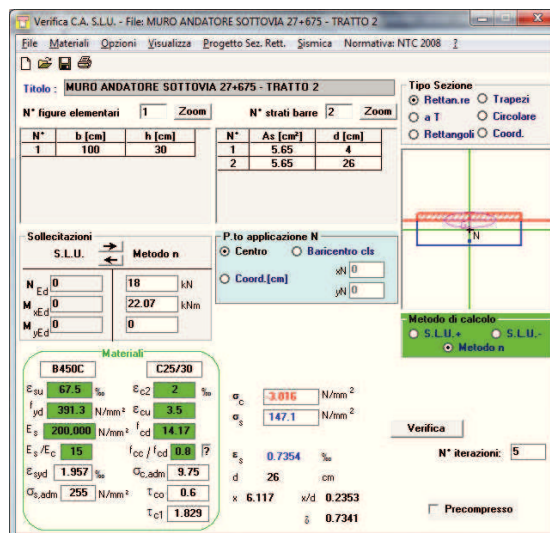 Verifica C.A. S.L.U. - File: MURO ANDATORE SOTTOVIA 27+675 - TRATTO 2
File Materiali Opzioni Visualizza Progetto Sez. Rett. Sismica Normativa: NTC 2008 ?
Titolo : MURO ANDATORE SOTTOVIA 27+675 - TRATTO 2
N° figure elementari 1 Zoom N° strati barre 2 Zoom
N° b [cm] h [cm]
1 100 30
N° As [cm²] d [cm]
1 5.65 4
2 5.65 26
Tipo Sezione
Rettan.re Trapezi
a T Circolare
Rettangoli Coord.
N
Sollecitazioni
S.L.U. Metodo n
N Ed 0 18 kN
M xEd 0 22.07 kNm
M yEd 0 0
P.to applicazione N
Centro Baricentro cls
Coord.[cm] xN 0
yN 0
Metodo di calcolo
S.L.U.+ S.L.U.-
Metodo n
Materiali
B450C C25/30
εsu 67.5 ‰ εc2 2 ‰
fyd 391.3 N/mm² εcu 3.5
Es 200,000 N/mm² fcd 14.17
Es/Ec 15 fcc/fcd 0.8 ?
εsyd 1.957 ‰ σc,adm 9.75
σs,adm 255 N/mm² τco 0.6
τc1 1.829
σc -3.016 N/mm²
σs 147.1 N/mm²
εs 0.7354 ‰
d 26 cm
x 6.117 x/d 0.2353
δ 0.7341
Verifica
N° iterazioni: 5
Precompresso